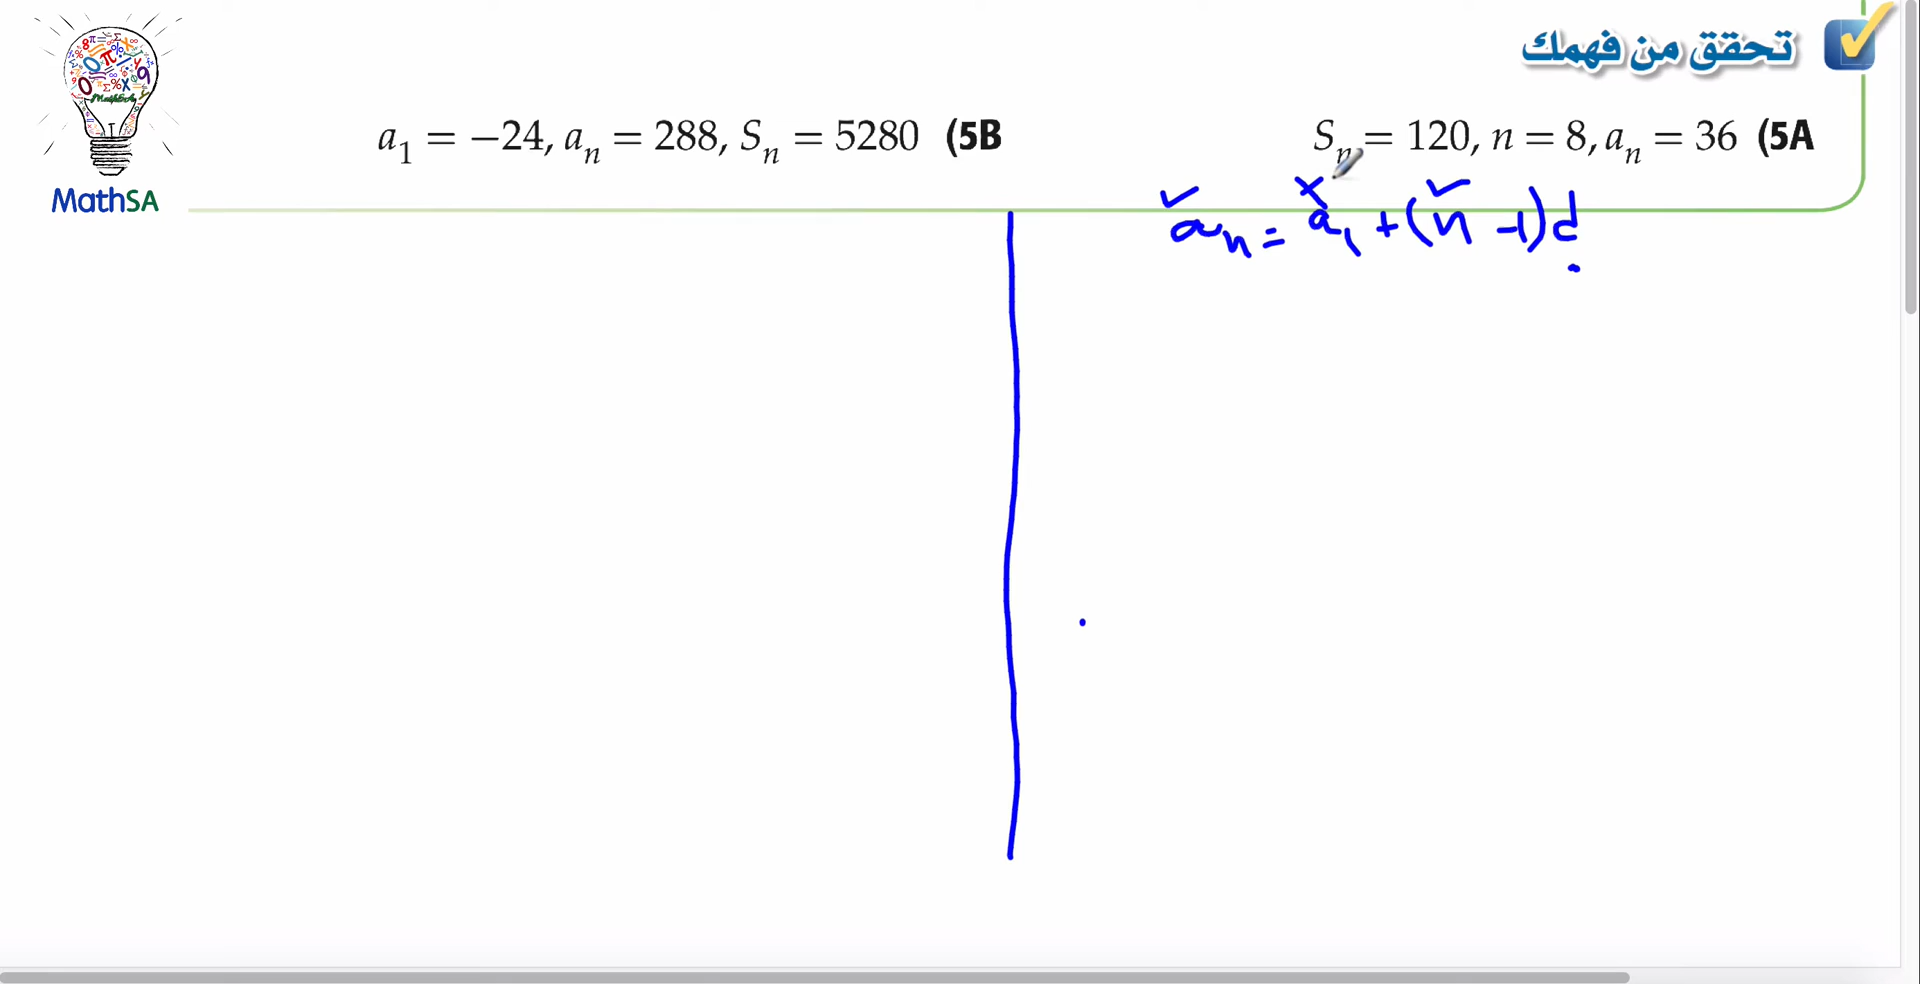 تحقق من فهمك
5A) Sₙ = 120, n = 8, aₙ = 36
5B) a₁ = −24, aₙ = 288, Sₙ = 5280
MathSA
aₙ = a₁ + (n − 1)d